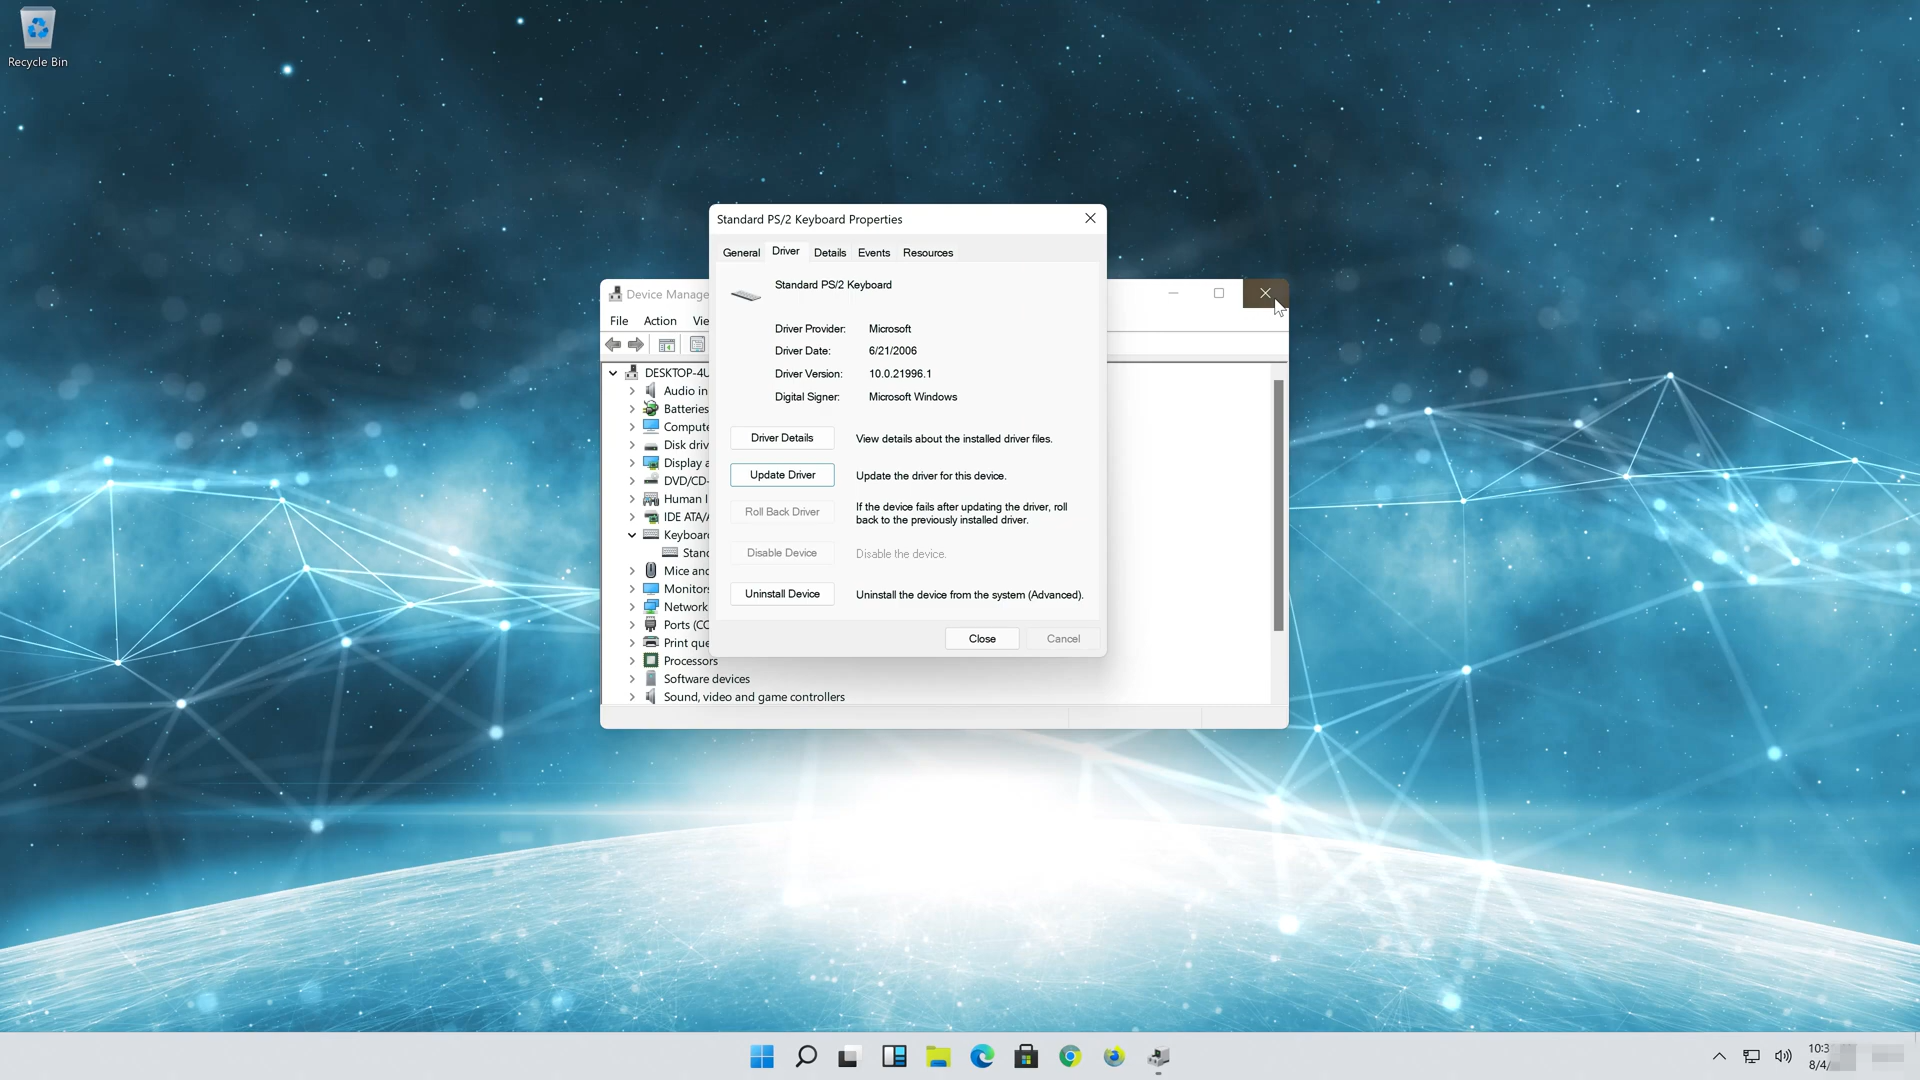 Recycle Bin
Standard PS/2 Keyboard Properties
General Driver Details Events Resources
Standard PS/2 Keyboard
Driver Provider: Microsoft
Driver Date: 6/21/2006
Driver Version: 10.0.21996.1
Digital Signer: Microsoft Windows
Driver Details View details about the installed driver files.
Update Driver Update the driver for this device.
Roll Back Driver If the device fails after updating the driver, roll
back to the previously installed driver.
Disable Device Disable the device.
Uninstall Device Uninstall the device from the system (Advanced).
Close Cancel
Device Manage
File Action Vie
DESKTOP-4U
Audio in
Batteries
Compute
Disk driv
Display a
DVD/CD-
Human I
IDE ATA/A
Keyboard
Stand
Mice and
Monitors
Network
Ports (CO
Print que
Processors
Software devices
Sound, video and game controllers
10:3
8/4/